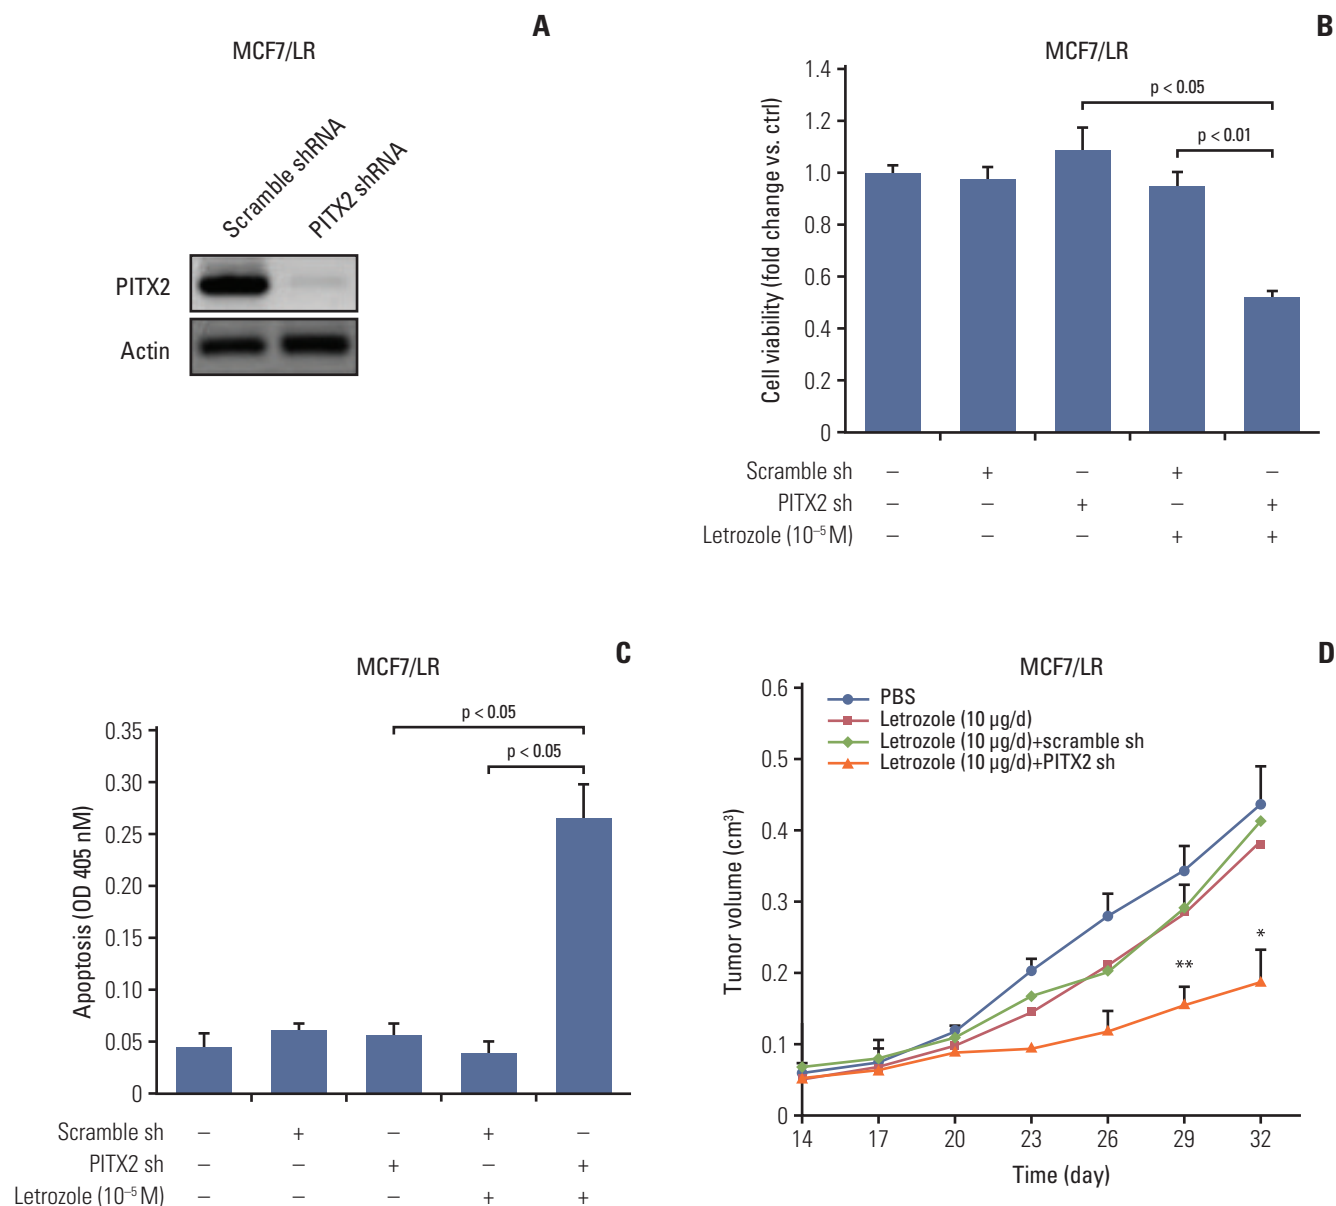 A
MCF7/LR
Scramble shRNA
PITX2 shRNA
PITX2
Actin
B
MCF7/LR
p < 0.05
p < 0.01
Cell viability (fold change vs. ctrl)
1.4
1.2
1.0
0.8
0.6
0.4
0.2
0
Scramble sh – + – + –
PITX2 sh – – + – +
Letrozole (10⁻⁵ M) – – – + +
C
MCF7/LR
p < 0.05
p < 0.05
Apoptosis (OD 405 nM)
0.35
0.30
0.25
0.20
0.15
0.10
0.05
0
Scramble sh – + – + –
PITX2 sh – – + – +
Letrozole (10⁻⁵ M) – – – + +
D
MCF7/LR
PBS
Letrozole (10 µg/d)
Letrozole (10 µg/d)+scramble sh
Letrozole (10 µg/d)+PITX2 sh
Tumor volume (cm³)
0.6
0.5
0.4
0.3
0.2
0.1
0
**
*
14 17 20 23 26 29 32
Time (day)